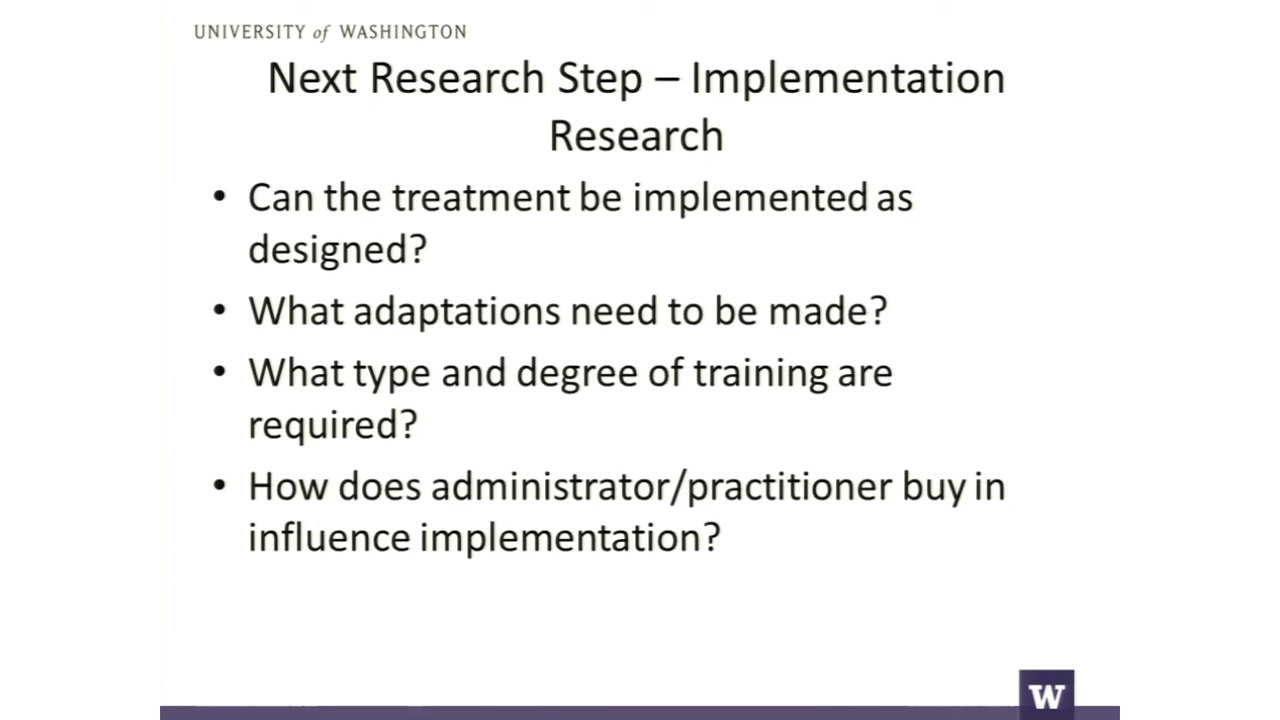 UNIVERSITY of WASHINGTON
Next Research Step – Implementation
Research
• Can the treatment be implemented as
designed?
• What adaptations need to be made?
• What type and degree of training are
required?
• How does administrator/practitioner buy in
influence implementation?
W